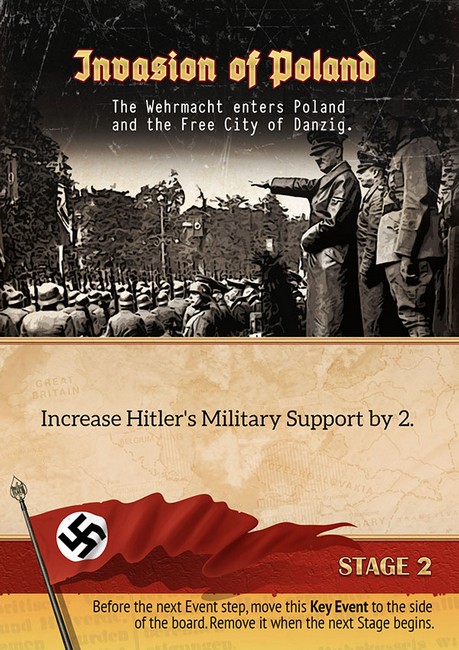 Invasion of Poland
The Wehrmacht enters Poland
and the Free City of Danzig.
GREAT
BRITAIN
Increase Hitler's Military Support by 2.
STAGE 2
Before the next Event step, move this Key Event to the side
of the board. Remove it when the next Stage begins.